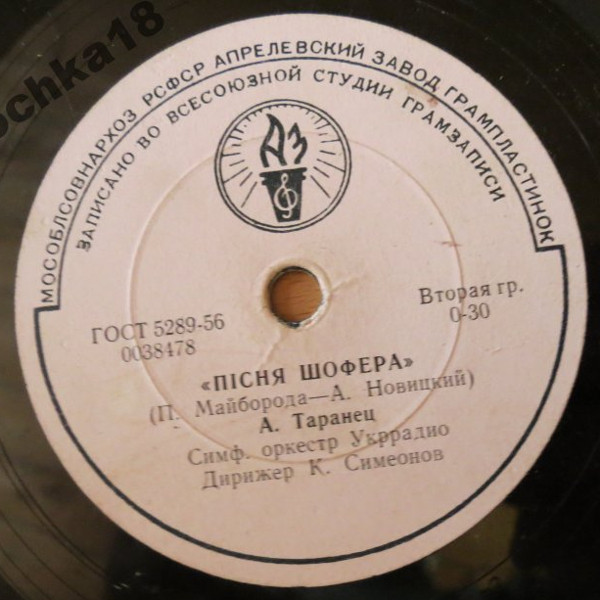 ochka18
МОСОБЛСОВНАРХОЗ РСФСР АПРЕЛЕВСКИЙ ЗАВОД ГРАМПЛАСТИНОК
ЗАПИСАНО ВО ВСЕСОЮЗНОЙ СТУДИИ ГРАМЗАПИСИ
АЗ
ГОСТ 5289-56
0038478
Вторая гр.
0-30
«ПІСНЯ ШОФЕРА»
(П. Майборода—А. Новицкий)
А. Таранец
Симф. оркестр Укррадио
Дирижер К. Симеонов